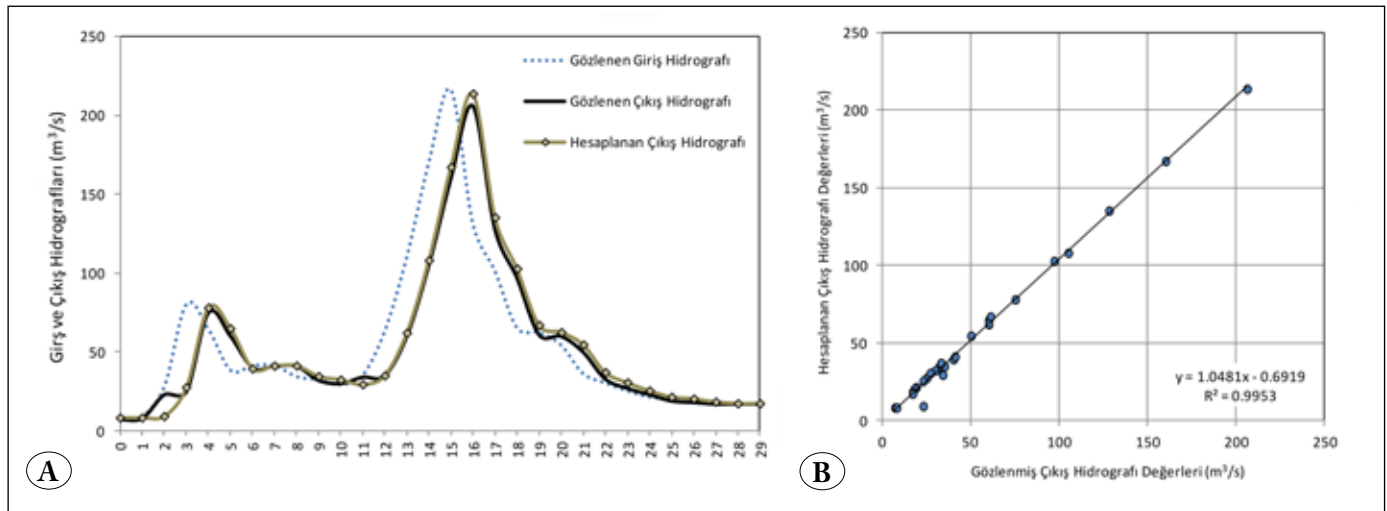 250
200
150
100
50
0
Girş ve Çıkış Hidrografları (m³/s)
Gözlenen Giriş Hidrografı
Gözlenen Çıkış Hidrografı
Hesaplanan Çıkış Hidrografı
0 1 2 3 4 5 6 7 8 9 10 11 12 13 14 15 16 17 18 19 20 21 22 23 24 25 26 27 28 29
A
250
200
150
100
50
0
Hesaplanan Çıkış Hidrografı Değerleri (m³/s)
y = 1.0481x - 0.6919
R² = 0.9953
0 50 100 150 200 250
Gözlenmiş Çıkış Hidrografı Değerleri (m³/s)
B